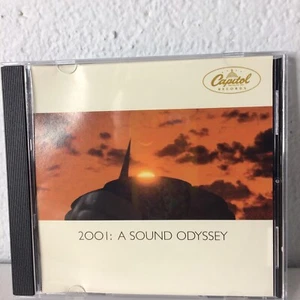 Capitol
RECORDS
2001: A SOUND ODYSSEY